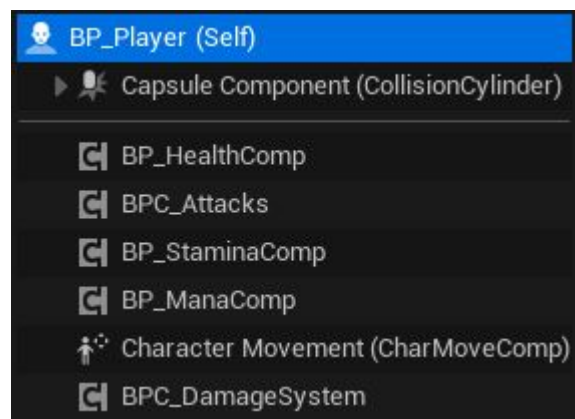 BP_Player (Self)
Capsule Component (CollisionCylinder)
BP_HealthComp
BPC_Attacks
BP_StaminaComp
BP_ManaComp
Character Movement (CharMoveComp)
BPC_DamageSystem